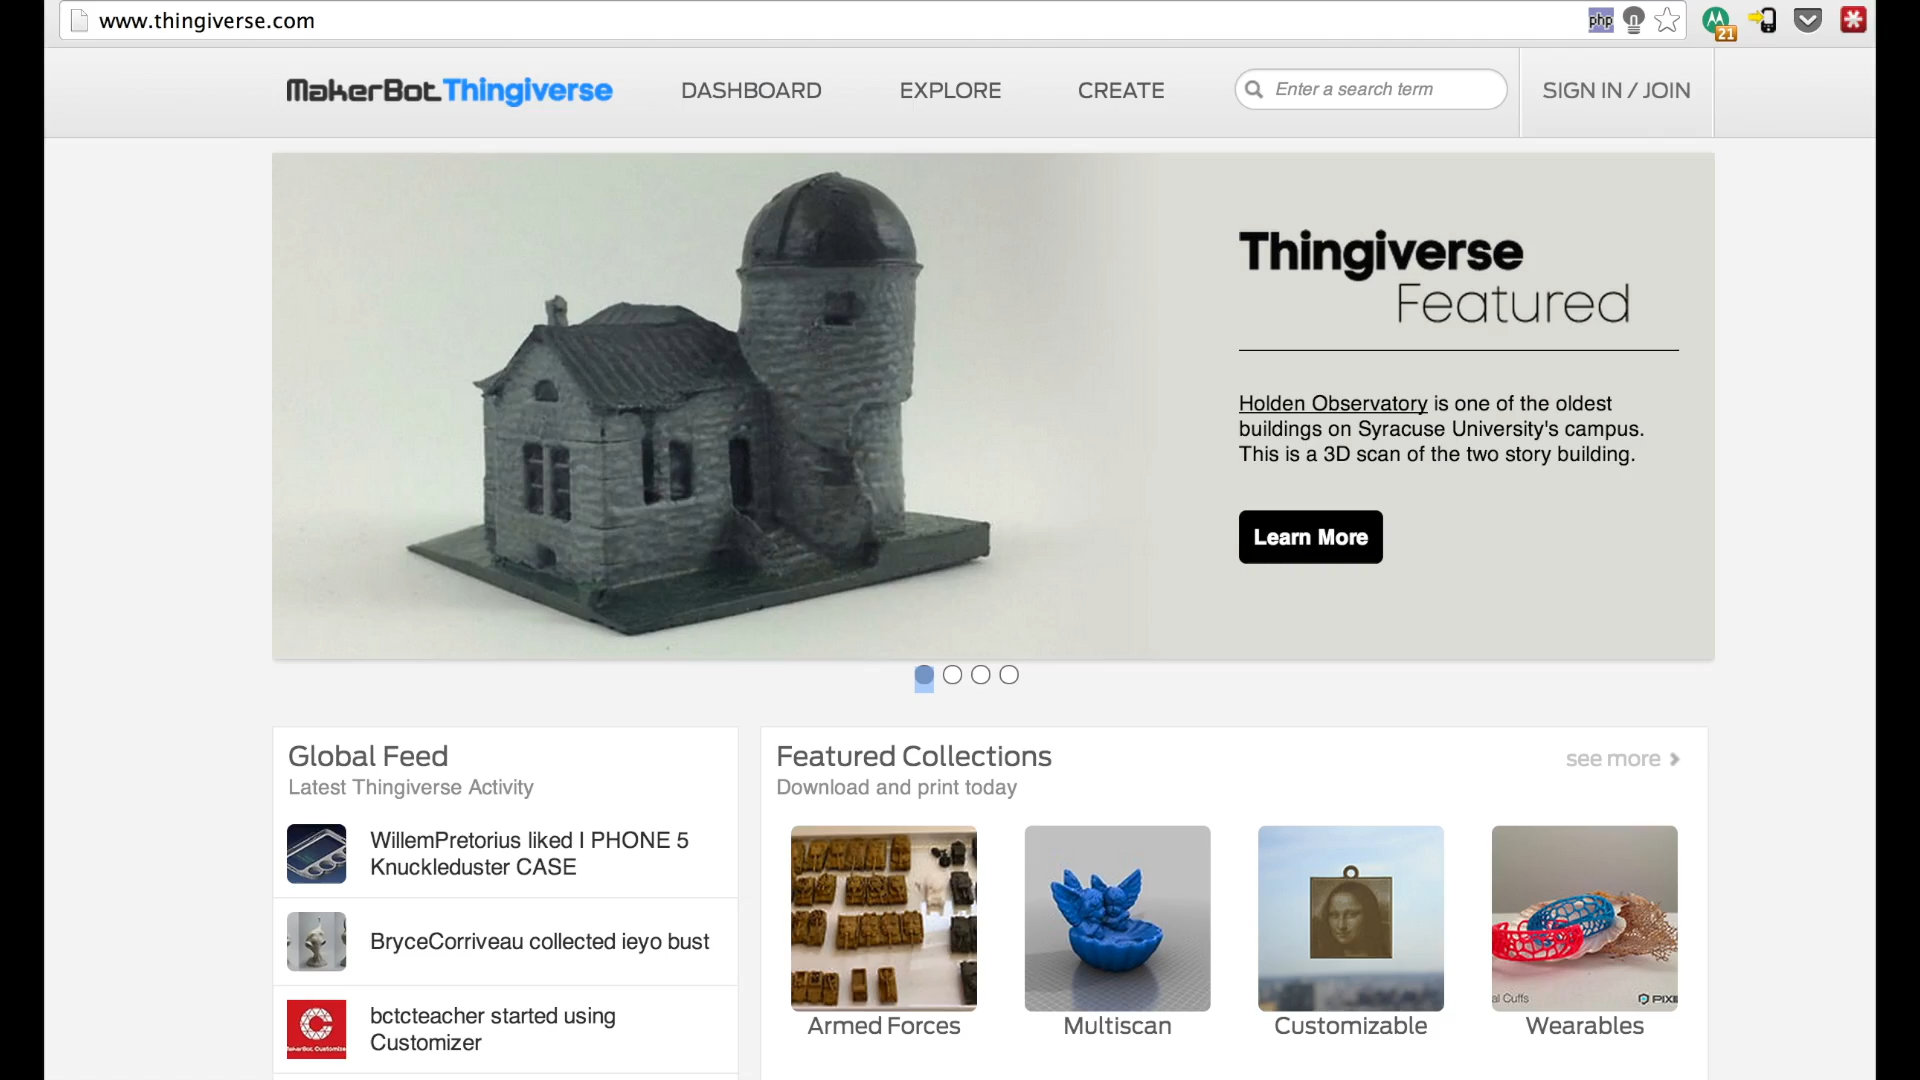 www.thingiverse.com
php
21
MakerBot Thingiverse
DASHBOARD
EXPLORE
CREATE
Enter a search term
SIGN IN / JOIN
Thingiverse
Featured
Holden Observatory is one of the oldest
buildings on Syracuse University's campus.
This is a 3D scan of the two story building.
Learn More
Global Feed
Latest Thingiverse Activity
WillemPretorius liked I PHONE 5
Knuckleduster CASE
BryceCorriveau collected ieyo bust
bctcteacher started using
Customizer
Featured Collections
Download and print today
see more
al Cuffs
PIXIL
Armed Forces
Multiscan
Customizable
Wearables